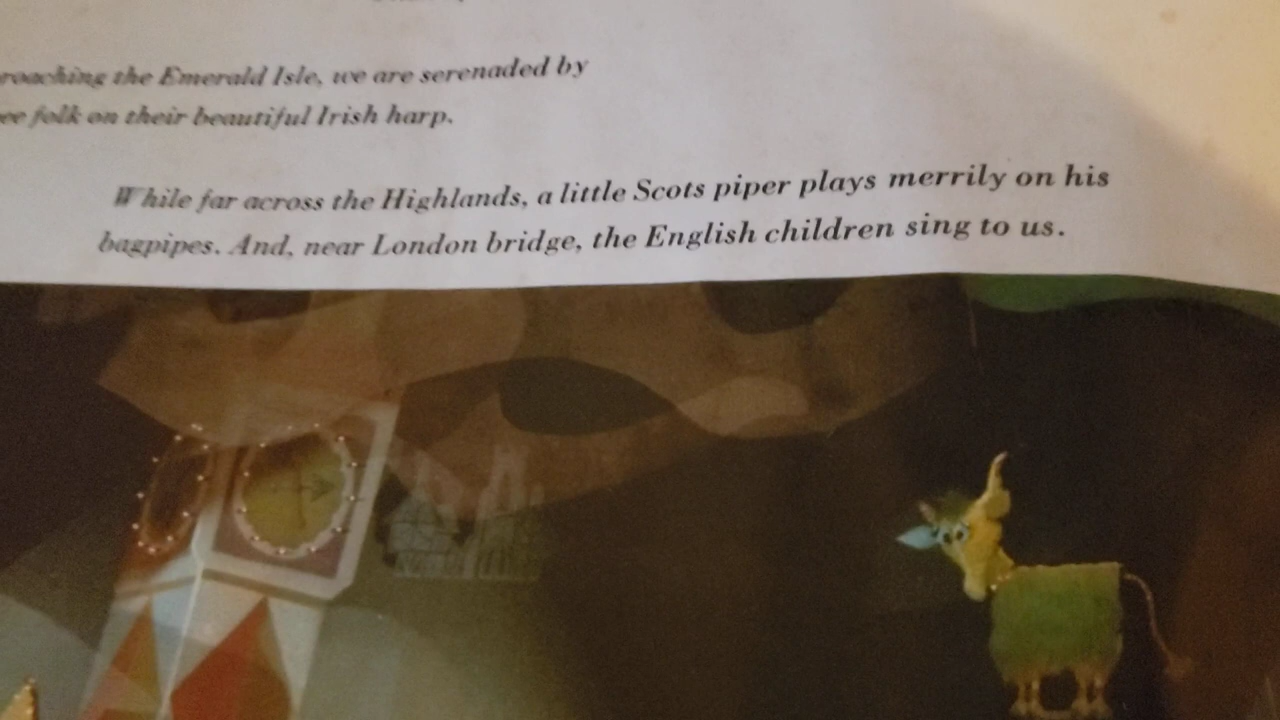 roaching the Emerald Isle, we are serenaded by
ee folk on their beautiful Irish harp.
While far across the Highlands, a little Scots piper plays merrily on his
bagpipes. And, near London bridge, the English children sing to us.